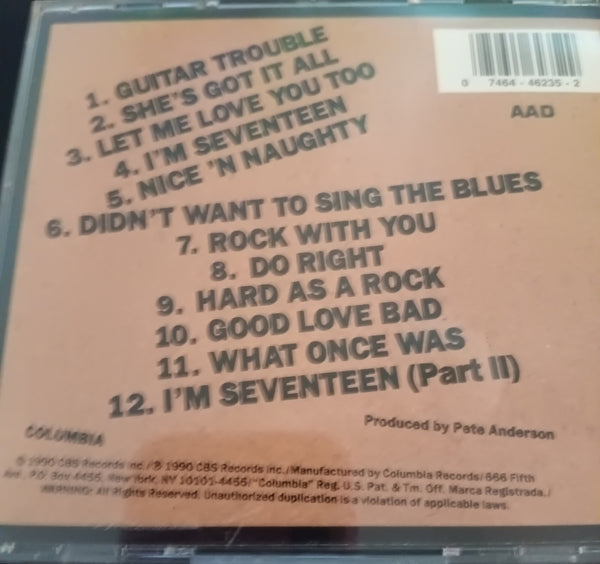 1. GUITAR TROUBLE
2. SHE'S GOT IT ALL
3. LET ME LOVE YOU TOO
4. I'M SEVENTEEN
5. NICE 'N NAUGHTY
6. DIDN'T WANT TO SING THE BLUES
7. ROCK WITH YOU
8. DO RIGHT
9. HARD AS A ROCK
10. GOOD LOVE BAD
11. WHAT ONCE WAS
12. I'M SEVENTEEN (Part II)
0 7464-46235-2
AAD
Produced by Pete Anderson
COLUMBIA
© 1990 CBS Records Inc./℗ 1990 CBS Records Inc./Manufactured by Columbia Records/666 Fifth
Ave., P.O. Box 4455, New York, NY 10101-4455/"Columbia" Reg. U.S. Pat. & Tm. Off. Marca Registrada./
WARNING: All Rights Reserved. Unauthorized duplication is a violation of applicable laws.